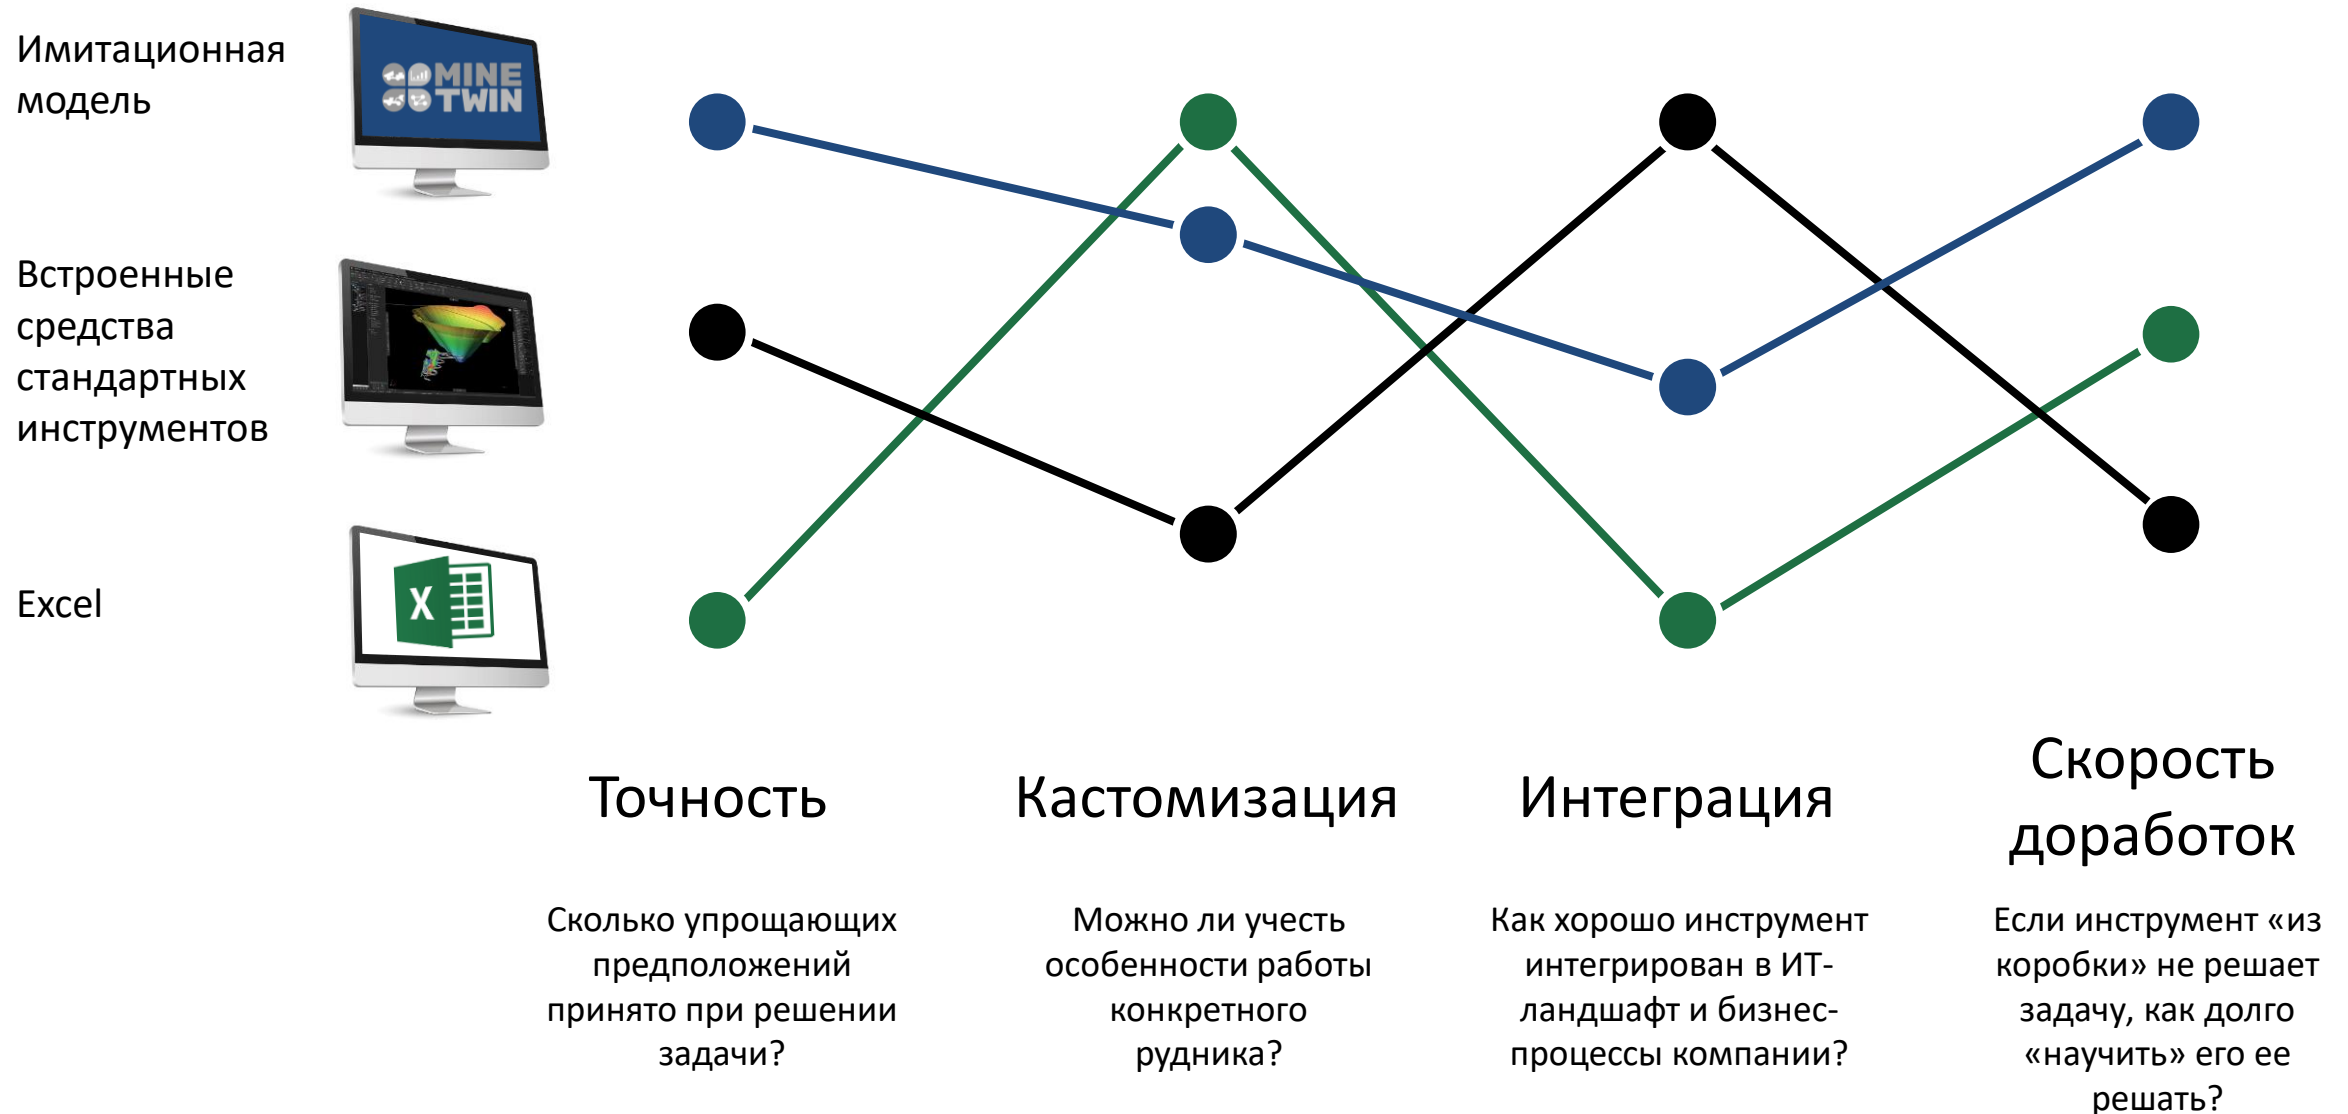 Имитационная
модель
MINE
TWIN
Встроенные
средства
стандартных
инструментов
Excel
X
Точность
Кастомизация
Интеграция
Скорость
доработок
Сколько упрощающих
предположений
принято при решении
задачи?
Можно ли учесть
особенности работы
конкретного
рудника?
Как хорошо инструмент
интегрирован в ИТ-
ландшафт и бизнес-
процессы компании?
Если инструмент «из
коробки» не решает
задачу, как долго
«научить» его ее
решать?